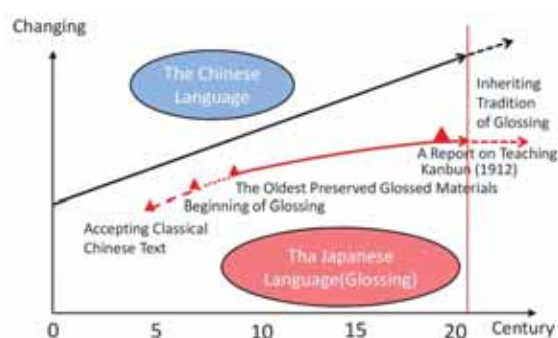 Changing
The Chinese
Language
Inheriting
Tradition
of Glossing
A Report on Teaching
Kanbun (1912)
The Oldest Preserved Glossed Materials
Beginning of Glossing
Accepting Classical
Chinese Text
Tha Japanese
Language(Glossing)
0 5 10 15 20 Century